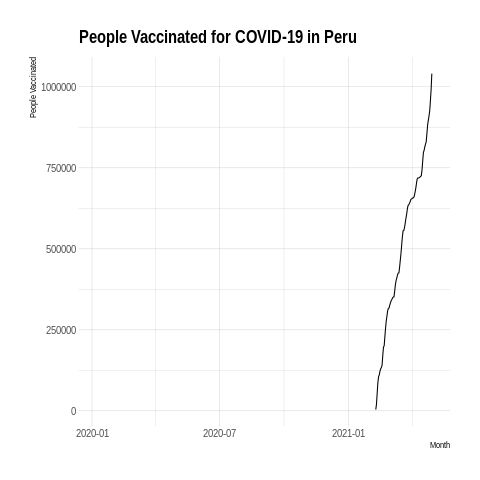 People Vaccinated for COVID-19 in Peru
People Vaccinated
1000000
750000
500000
250000
0
2020-01 2020-07 2021-01
Month